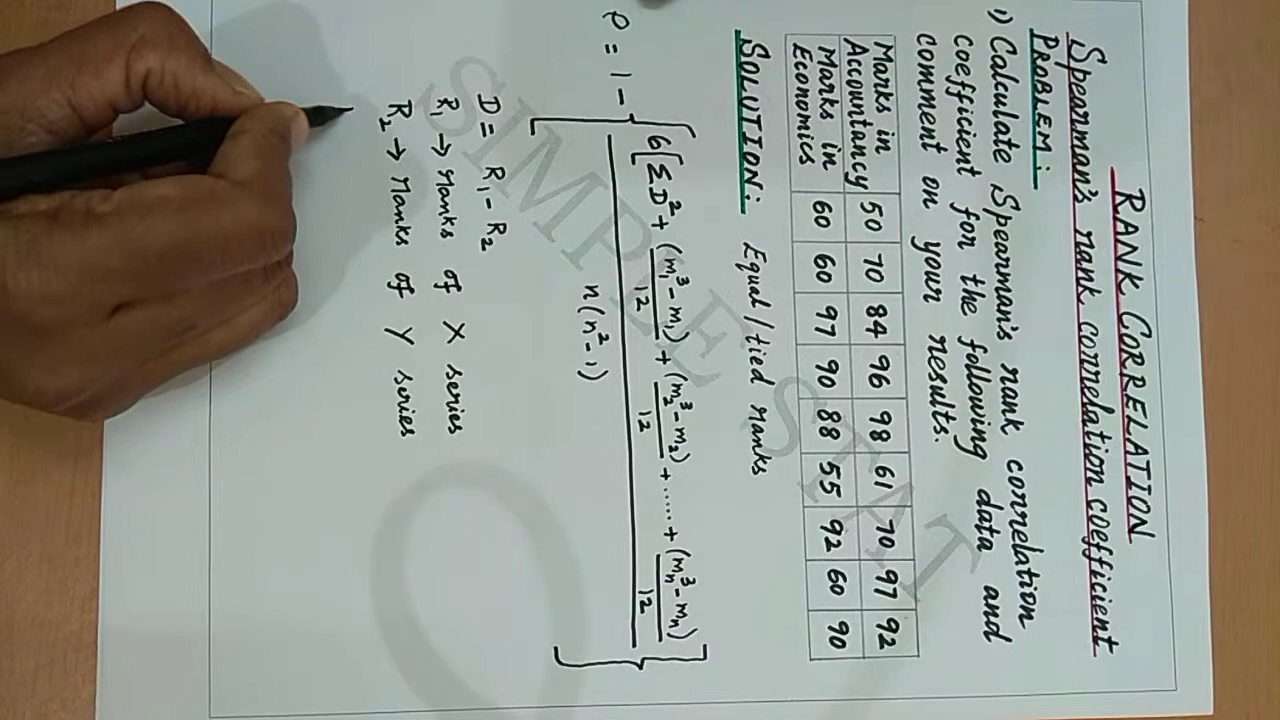 RANK CORRELATION
Spearman's rank correlation coefficient
PROBLEM:
1) Calculate Spearman's rank correlation
coefficient for the following data and
comment on your results.
Marks in Accountancy 50 70 84 96 98 61 70 97 92
Marks in Economics 60 60 97 90 88 55 92 60 90
SOLUTION: Equal/tied ranks
ρ = 1 - { 6[ΣD² + (m₁³-m₁)/12 + (m₂³-m₂)/12 + ...... + (mₙ³-mₙ)/12] / n(n²-1) }
D = R₁ - R₂
R₁ → ranks of X series
R₂ → ranks of Y series
SIMPLE STAT